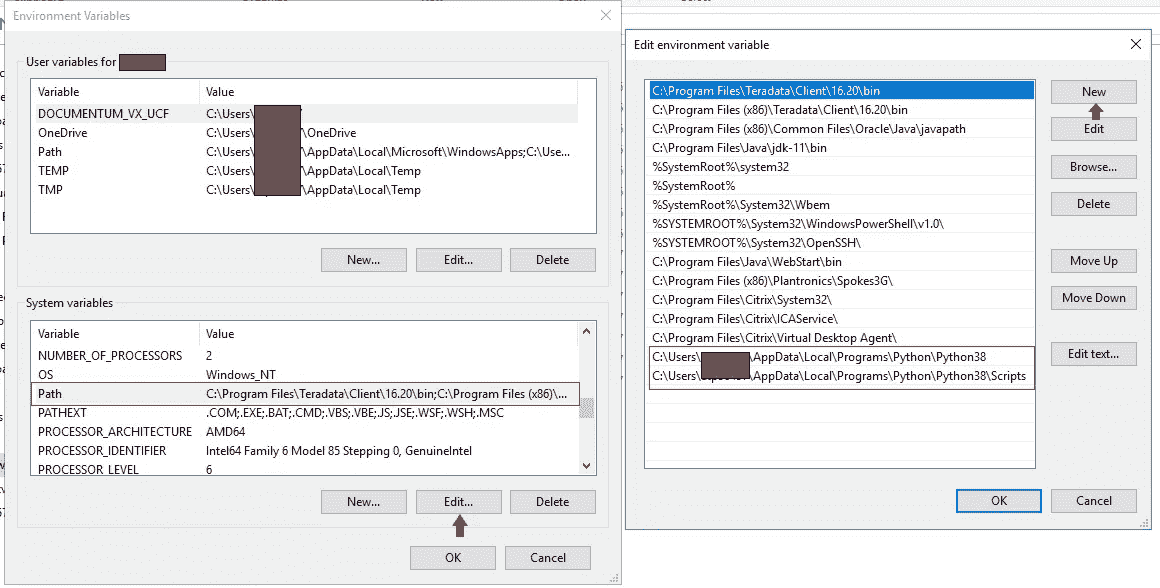 Environment Variables
User variables for
Variable Value
DOCUMENTUM_VX_UCF C:\Users\
OneDrive C:\Users\ \OneDrive
Path C:\Users\ \AppData\Local\Microsoft\WindowsApps;C:\Use...
TEMP C:\Users\ \AppData\Local\Temp
TMP C:\Users\ \AppData\Local\Temp
New... Edit... Delete
System variables
Variable Value
NUMBER_OF_PROCESSORS 2
OS Windows_NT
Path C:\Program Files\Teradata\Client\16.20\bin;C:\Program Files (x86)\...
PATHEXT .COM;.EXE;.BAT;.CMD;.VBS;.VBE;.JS;.JSE;.WSF;.WSH;.MSC
PROCESSOR_ARCHITECTURE AMD64
PROCESSOR_IDENTIFIER Intel64 Family 6 Model 85 Stepping 0, GenuineIntel
PROCESSOR_LEVEL 6
New... Edit... Delete
OK Cancel
Edit environment variable
C:\Program Files\Teradata\Client\16.20\bin
C:\Program Files (x86)\Teradata\Client\16.20\bin
C:\Program Files (x86)\Common Files\Oracle\Java\javapath
C:\Program Files\Java\jdk-11\bin
%SystemRoot%\system32
%SystemRoot%
%SystemRoot%\System32\Wbem
%SYSTEMROOT%\System32\WindowsPowerShell\v1.0\
%SYSTEMROOT%\System32\OpenSSH\
C:\Program Files\Java\WebStart\bin
C:\Program Files (x86)\Plantronics\Spokes3G\
C:\Program Files\Citrix\System32\
C:\Program Files\Citrix\ICAService\
C:\Program Files\Citrix\Virtual Desktop Agent\
C:\Users\ \AppData\Local\Programs\Python\Python38
C:\Users\ \AppData\Local\Programs\Python\Python38\Scripts
New
Edit
Browse...
Delete
Move Up
Move Down
Edit text...
OK Cancel